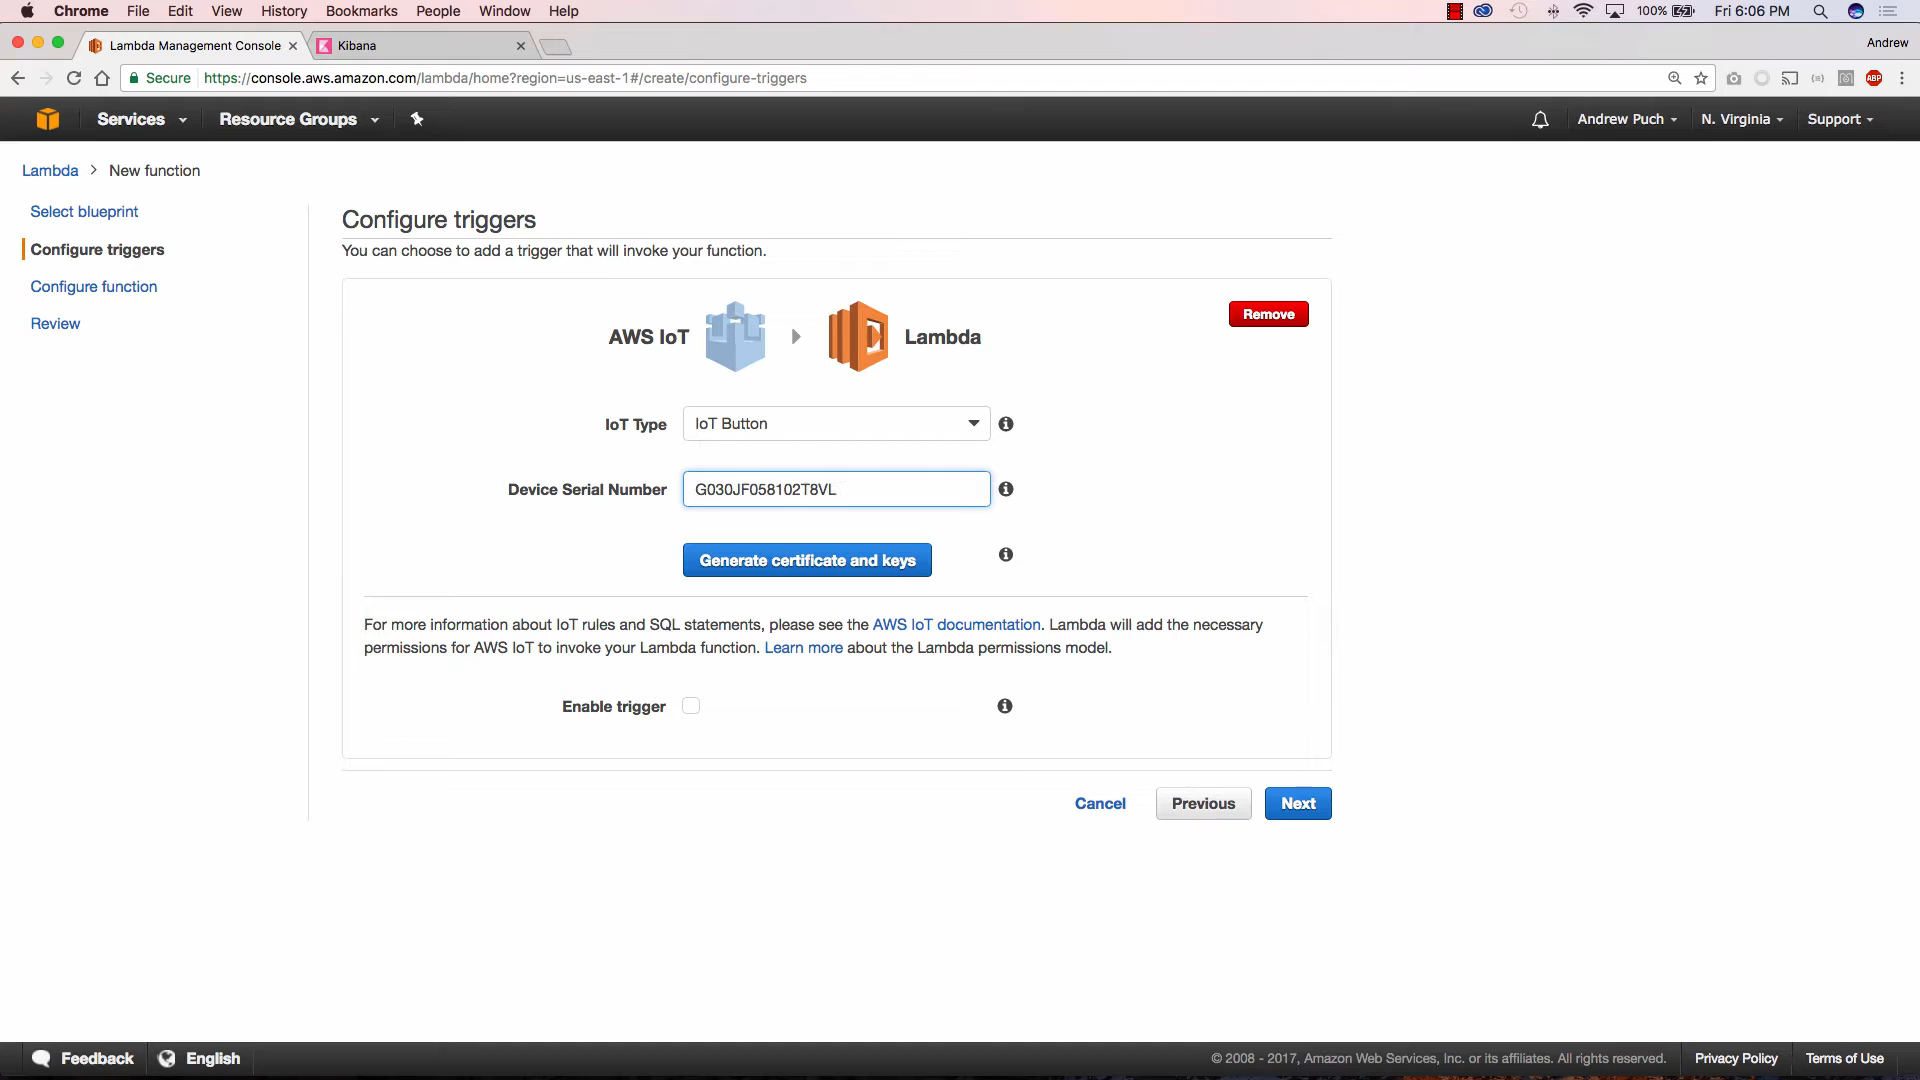 Chrome File Edit View History Bookmarks People Window Help 100% Fri 6:06 PM
Lambda Management Console Kibana Andrew
Secure https://console.aws.amazon.com/lambda/home?region=us-east-1#/create/configure-triggers ABP
Services Resource Groups Andrew Puch N. Virginia Support
Lambda > New function
Select blueprint
Configure triggers
Configure function
Review
Configure triggers
You can choose to add a trigger that will invoke your function.
Remove
AWS IoT Lambda
IoT Type IoT Button
Device Serial Number G030JF058102T8VL
Generate certificate and keys
For more information about IoT rules and SQL statements, please see the AWS IoT documentation. Lambda will add the necessary
permissions for AWS IoT to invoke your Lambda function. Learn more about the Lambda permissions model.
Enable trigger
Cancel Previous Next
Feedback English © 2008 - 2017, Amazon Web Services, Inc. or its affiliates. All rights reserved. Privacy Policy Terms of Use